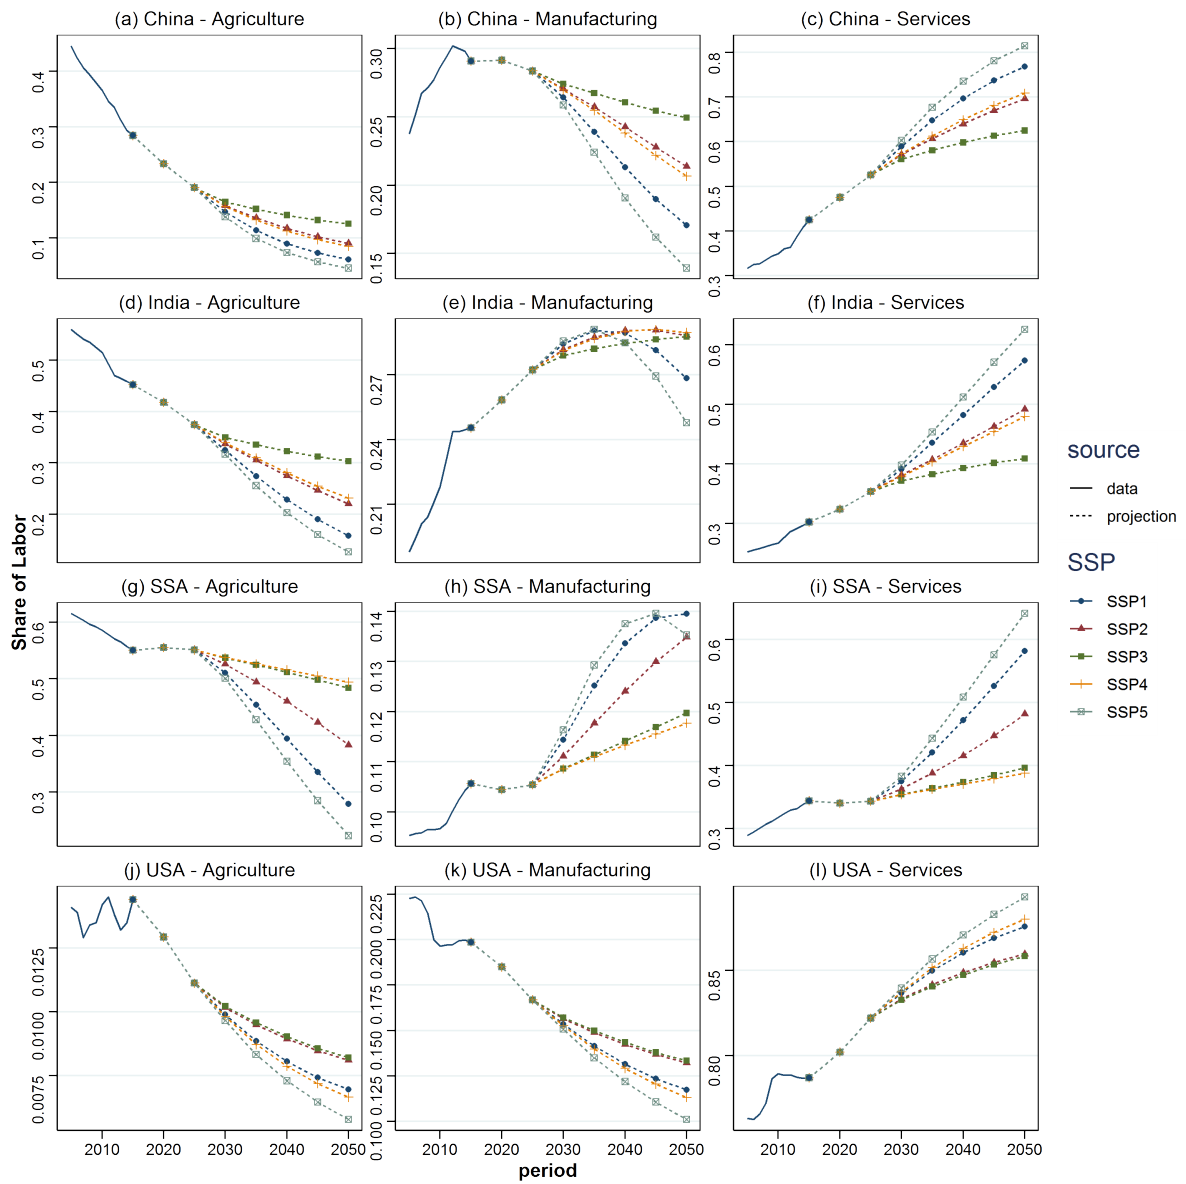 (a) China - Agriculture
(b) China - Manufacturing
(c) China - Services
0.4
0.3
0.2
0.1
0.30
0.25
0.20
0.15
0.8
0.7
0.6
0.5
0.4
0.3
(d) India - Agriculture
(e) India - Manufacturing
(f) India - Services
0.5
0.4
0.3
0.2
0.27
0.24
0.21
0.6
0.5
0.4
0.3
Share of Labor
(g) SSA - Agriculture
(h) SSA - Manufacturing
(i) SSA - Services
0.6
0.5
0.4
0.3
0.14
0.13
0.12
0.11
0.10
0.6
0.5
0.4
0.3
(j) USA - Agriculture
(k) USA - Manufacturing
(l) USA - Services
0.0125
0.0100
0.0075
0.225
0.200
0.175
0.150
0.125
0.100
0.85
0.80
2010 2020 2030 2040 2050
2010 2020 2030 2040 2050
2010 2020 2030 2040 2050
period
source
data
projection
SSP
SSP1
SSP2
SSP3
SSP4
SSP5